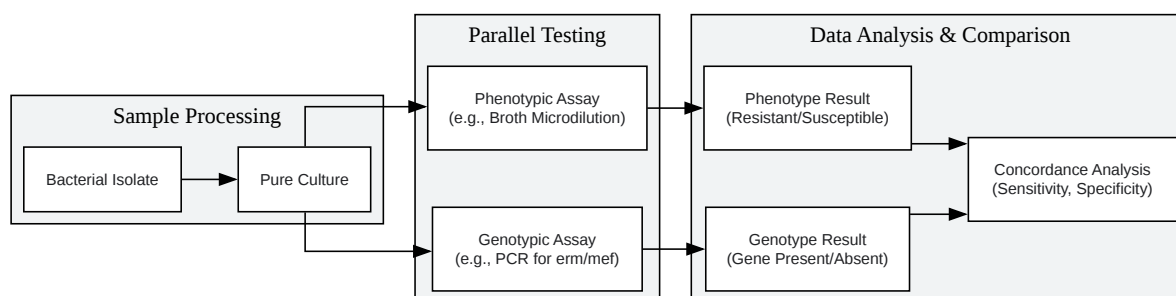 Sample Processing
Bacterial Isolate
Pure Culture
Parallel Testing
Phenotypic Assay
(e.g., Broth Microdilution)
Genotypic Assay
(e.g., PCR for erm/mef)
Data Analysis & Comparison
Phenotype Result
(Resistant/Susceptible)
Genotype Result
(Gene Present/Absent)
Concordance Analysis
(Sensitivity, Specificity)